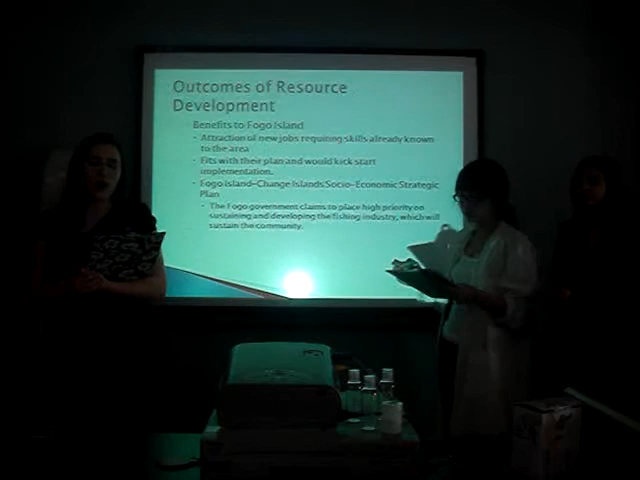 Outcomes of Resource
Development
Benefits to Fogo Island
Attraction of new jobs requiring skills already known
to the area
Fits with their plan and would kick start
implementation.
Fogo Island-Change Islands Socio-Economic Strategic
Plan
The Fogo government claims to place high priority on
sustaining and developing the fishing industry, which will
sustain the community.